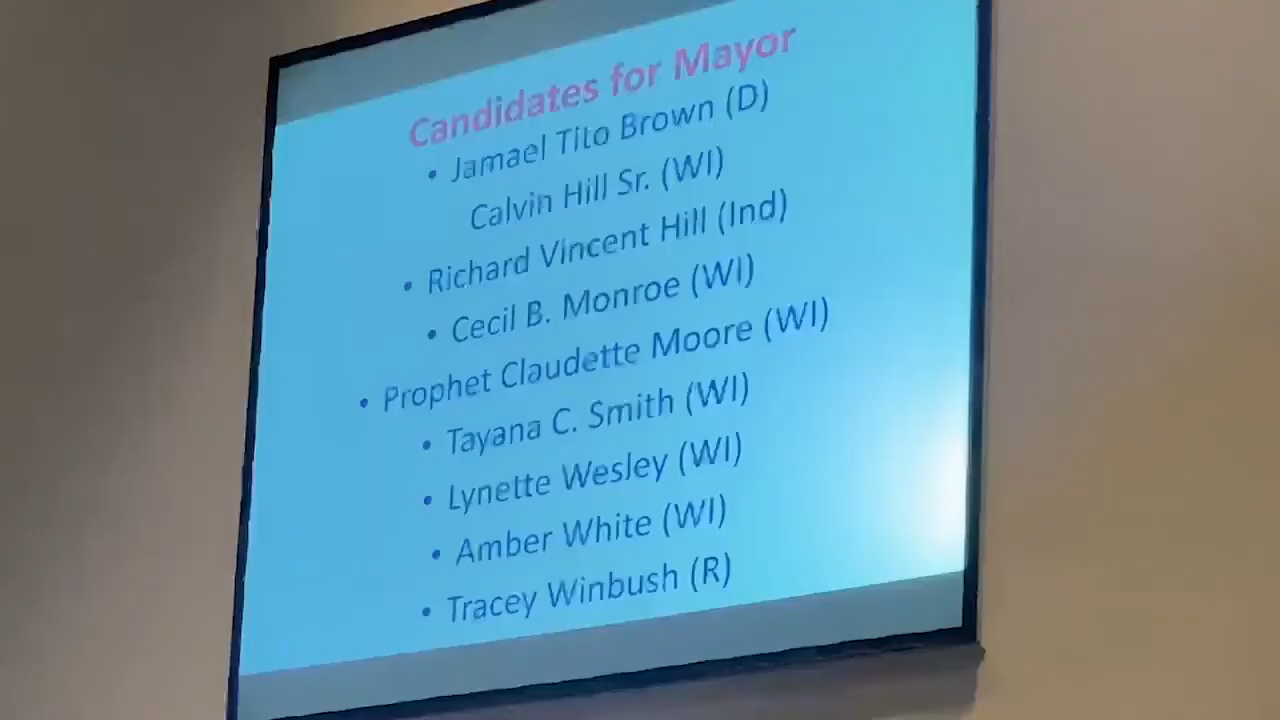 Candidates for Mayor
• Jamael Tito Brown (D)
Calvin Hill Sr. (WI)
• Richard Vincent Hill (Ind)
• Cecil B. Monroe (WI)
• Prophet Claudette Moore (WI)
• Tayana C. Smith (WI)
• Lynette Wesley (WI)
• Amber White (WI)
• Tracey Winbush (R)